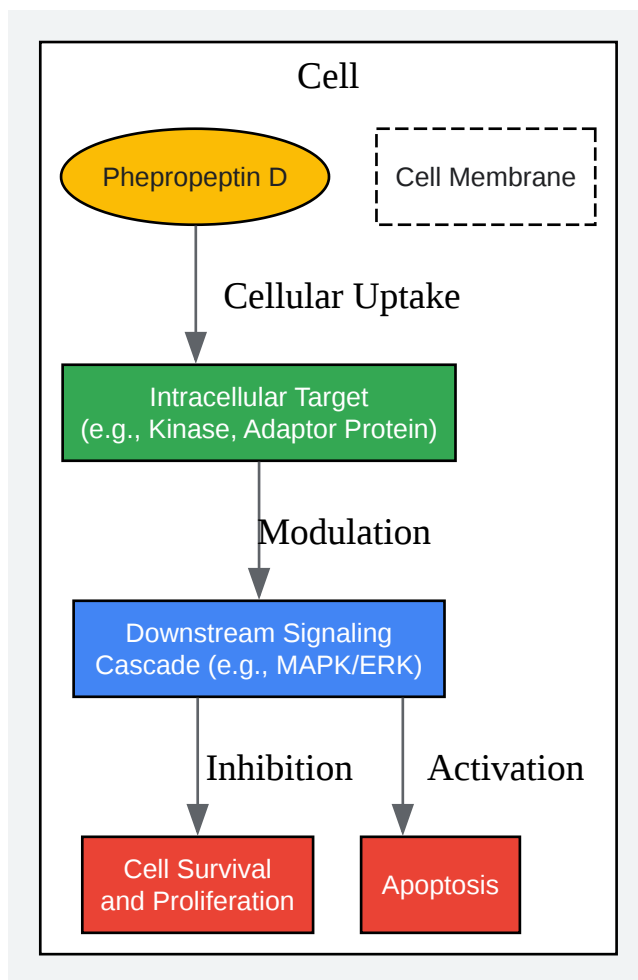 Cell
Phepropeptin D
Cell Membrane
Cellular Uptake
Intracellular Target
(e.g., Kinase, Adaptor Protein)
Modulation
Downstream Signaling
Cascade (e.g., MAPK/ERK)
Inhibition
Activation
Cell Survival
and Proliferation
Apoptosis